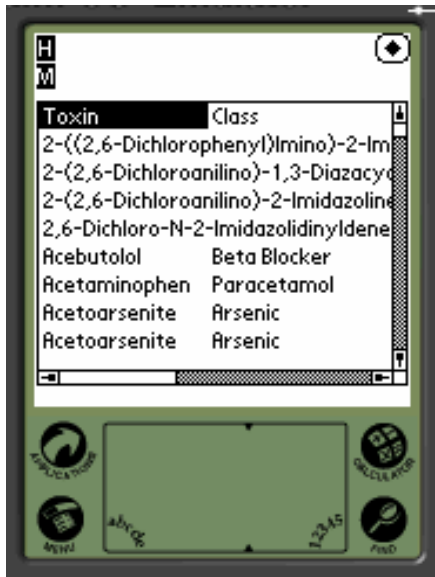 H
M
Toxin Class
2-((2,6-Dichlorophenyl)Imino)-2-Im
2-(2,6-Dichloroanilino)-1,3-Diazacyc
2-(2,6-Dichloroanilino)-2-Imidazoline
2,6-Dichloro-N-2-Imidazolidinyldene
Acebutolol Beta Blocker
Acetaminophen Paracetamol
Acetoarsenite Arsenic
Acetoarsenite Arsenic
APPLICATIONS CALCULATOR
MENU abcde 12345 FIND